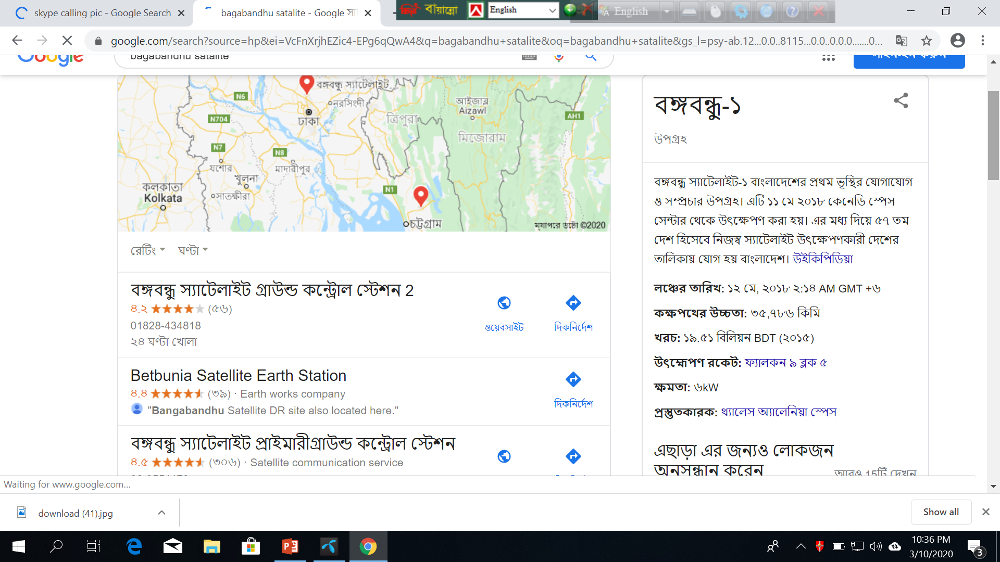 skype calling pic - Google Search
bagabandhu satalite - Google সা
চিহ্ন বায়ান্নো
English
English
google.com/search?source=hp&ei=VcFnXrjhEZic4-EPg6qQwA4&q=bagabandhu+satalite&oq=bagabandhu+satalite&gs_l=psy-ab.12...0.0..8115...0.0..0.0.0.......0...
Google
bagabandhu satalite
সাইন-ইন করুন
বঙ্গবন্ধু স্যাটেলাইট
N6
নরসিংদী
আইজাল
Aizawl
N704
ঢাকা
ত্রিপুরা
AH1
মিজোরাম
N7
N8
যশোর
মাদারীপুর
খুলনা
কলকাতা
Kolkata
সাতক্ষীরা
N1
চট্টগ্রাম
ম্যাপের ডেটা ©2020
রেটিং
ঘণ্টা
বঙ্গবন্ধু স্যাটেলাইট গ্রাউন্ড কন্ট্রোল স্টেশন 2
৪.২ (৫৬)
01828-434818
২৪ ঘণ্টা খোলা
ওয়েবসাইট
দিকনির্দেশ
Betbunia Satellite Earth Station
৪.৪ (৩৯) · Earth works company
"Bangabandhu Satellite DR site also located here."
দিকনির্দেশ
বঙ্গবন্ধু স্যাটেলাইট প্রাইমারীগ্রাউন্ড কন্ট্রোল স্টেশন
৪.৫ (৩০৬) · Satellite communication service
বঙ্গবন্ধু-১
উপগ্রহ
বঙ্গবন্ধু স্যাটেলাইট-১ বাংলাদেশের প্রথম ভূস্থির যোগাযোগ
ও সম্প্রচার উপগ্রহ। এটি ১১ মে ২০১৮ কেনেডি স্পেস
সেন্টার থেকে উৎক্ষেপণ করা হয়। এর মধ্য দিয়ে ৫৭ তম
দেশ হিসেবে নিজস্ব স্যাটেলাইট উৎক্ষেপণকারী দেশের
তালিকায় যোগ হয় বাংলাদেশ। উইকিপিডিয়া
লঞ্চের তারিখ: ১২ মে, ২০১৮ ২:১৪ AM GMT +৬
কক্ষপথের উচ্চতা: ৩৫,৭৮৬ কিমি
খরচ: ১৯.৫১ বিলিয়ন BDT (২০১৫)
উৎক্ষেপণ রকেট: ফ্যালকন ৯ ব্লক ৫
ক্ষমতা: ৬kW
প্রস্তুতকারক: থ্যালেস অ্যালেনিয়া স্পেস
এছাড়া এর জন্যও লোকজন
অনুসন্ধান করেন
আরও 15টি দেখুন
Waiting for www.google.com...
download (41).jpg
Show all
10:36 PM
3/10/2020
3